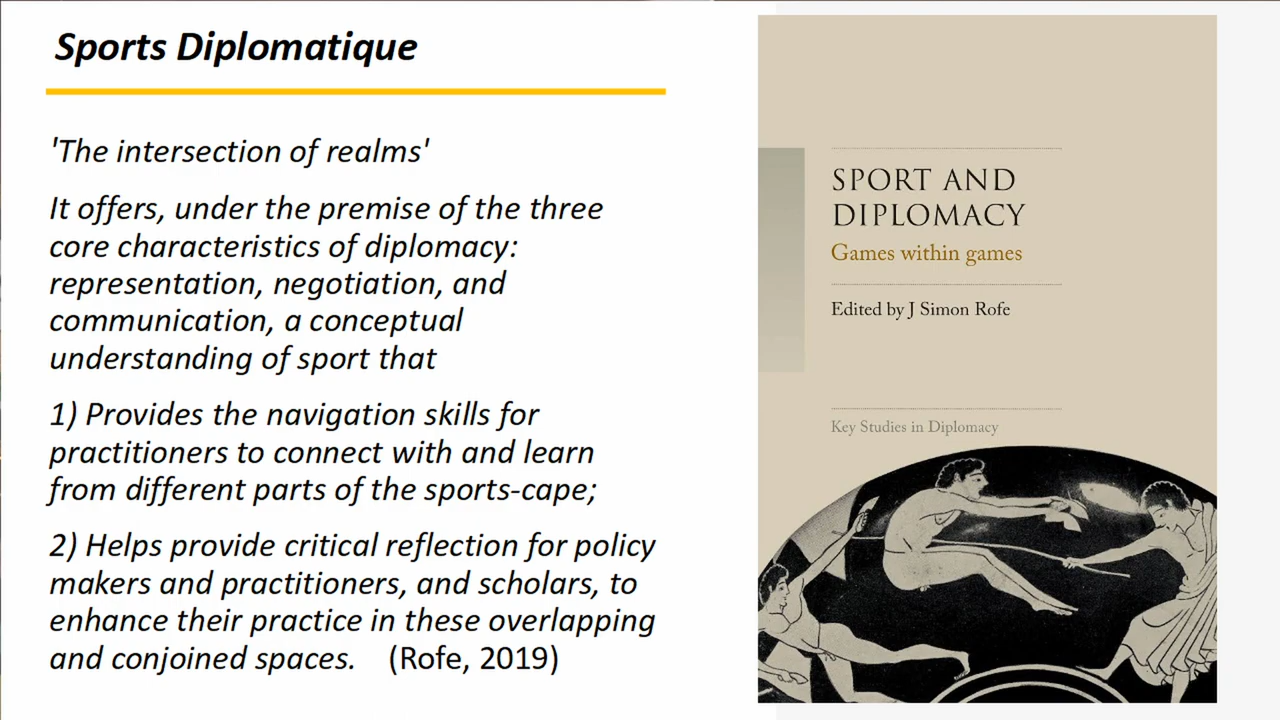 Sports Diplomatique
'The intersection of realms'
It offers, under the premise of the three
core characteristics of diplomacy:
representation, negotiation, and
communication, a conceptual
understanding of sport that
1) Provides the navigation skills for
practitioners to connect with and learn
from different parts of the sports-cape;
2) Helps provide critical reflection for policy
makers and practitioners, and scholars, to
enhance their practice in these overlapping
and conjoined spaces. (Rofe, 2019)
SPORT AND
DIPLOMACY
Games within games
Edited by J Simon Rofe
Key Studies in Diplomacy